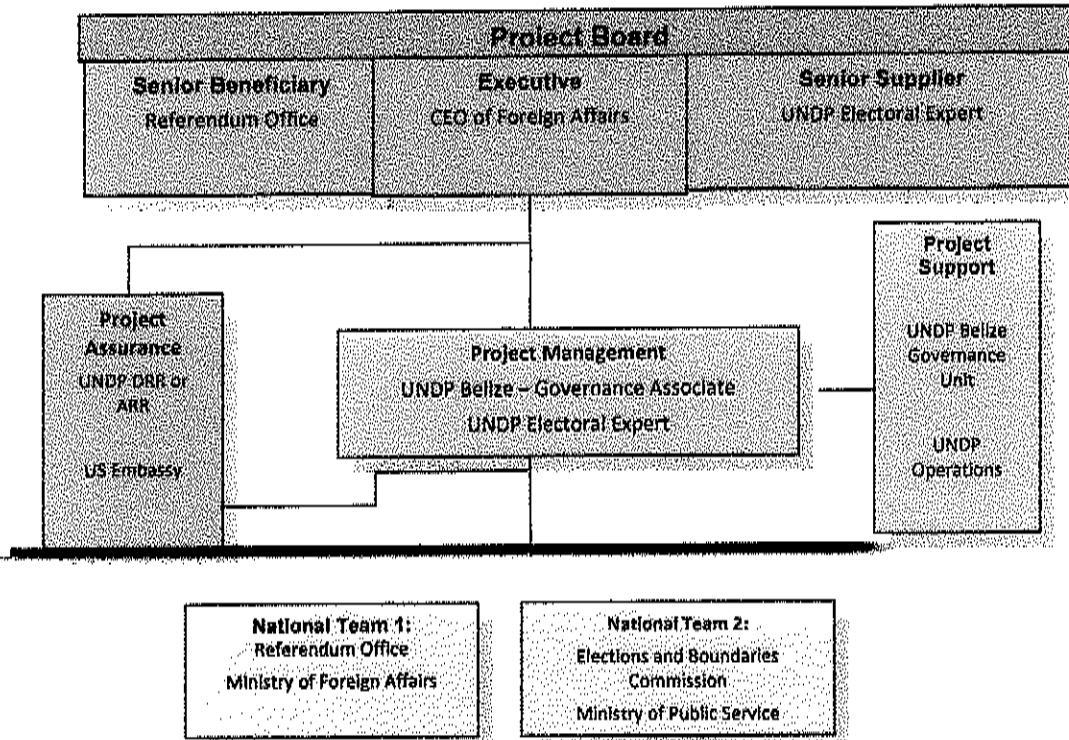 Project Board
Senior Beneficiary
Referendum Office
Executive
CEO of Foreign Affairs
Senior Supplier
UNDP Electoral Expert
Project
Support
UNDP Belize
Governance
Unit
UNDP
Operations
Project
Assurance
UNDP DRR or
ARR
US Embassy
Project Management
UNDP Belize – Governance Associate
UNDP Electoral Expert
National Team 1:
Referendum Office
Ministry of Foreign Affairs
National Team 2:
Elections and Boundaries
Commission
Ministry of Public Service